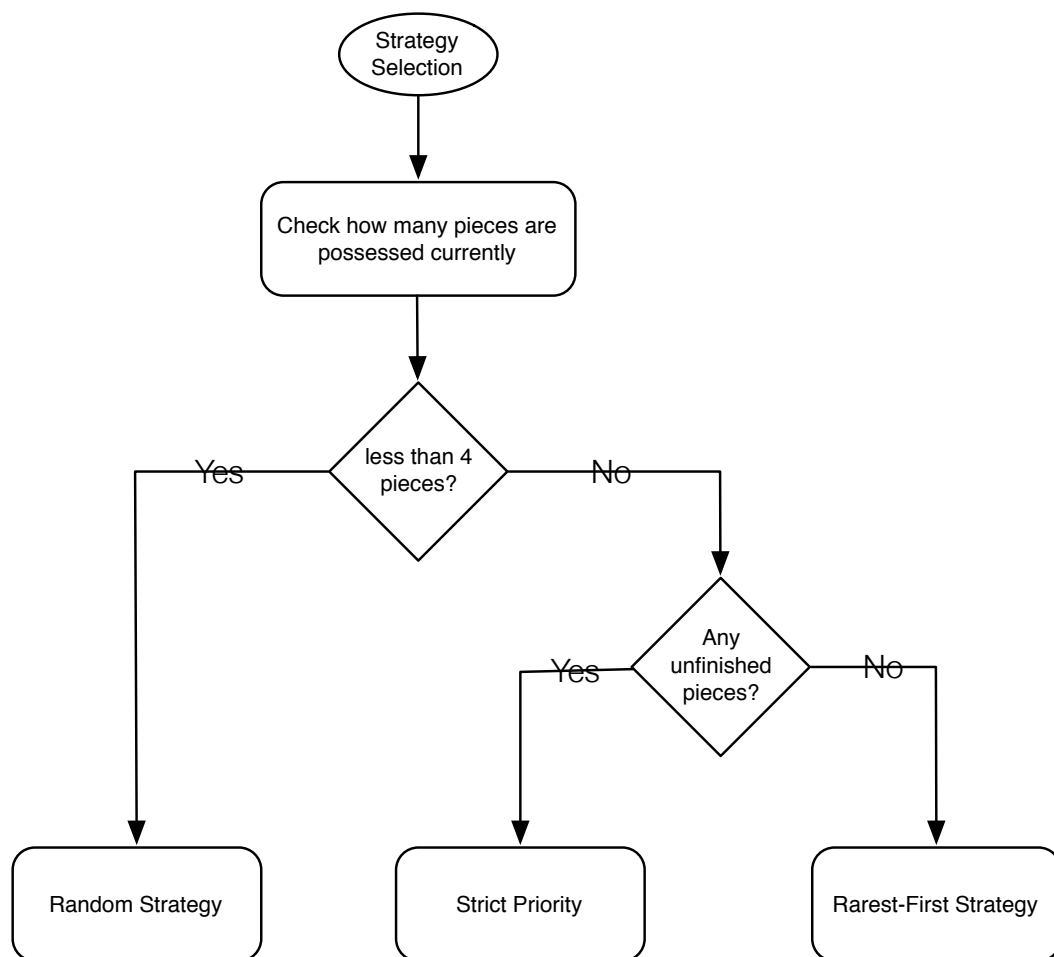 Strategy
Selection
Check how many pieces are
possessed currently
less than 4
pieces?
Yes
No
Any
unfinished
pieces?
Yes
No
Random Strategy
Strict Priority
Rarest-First Strategy